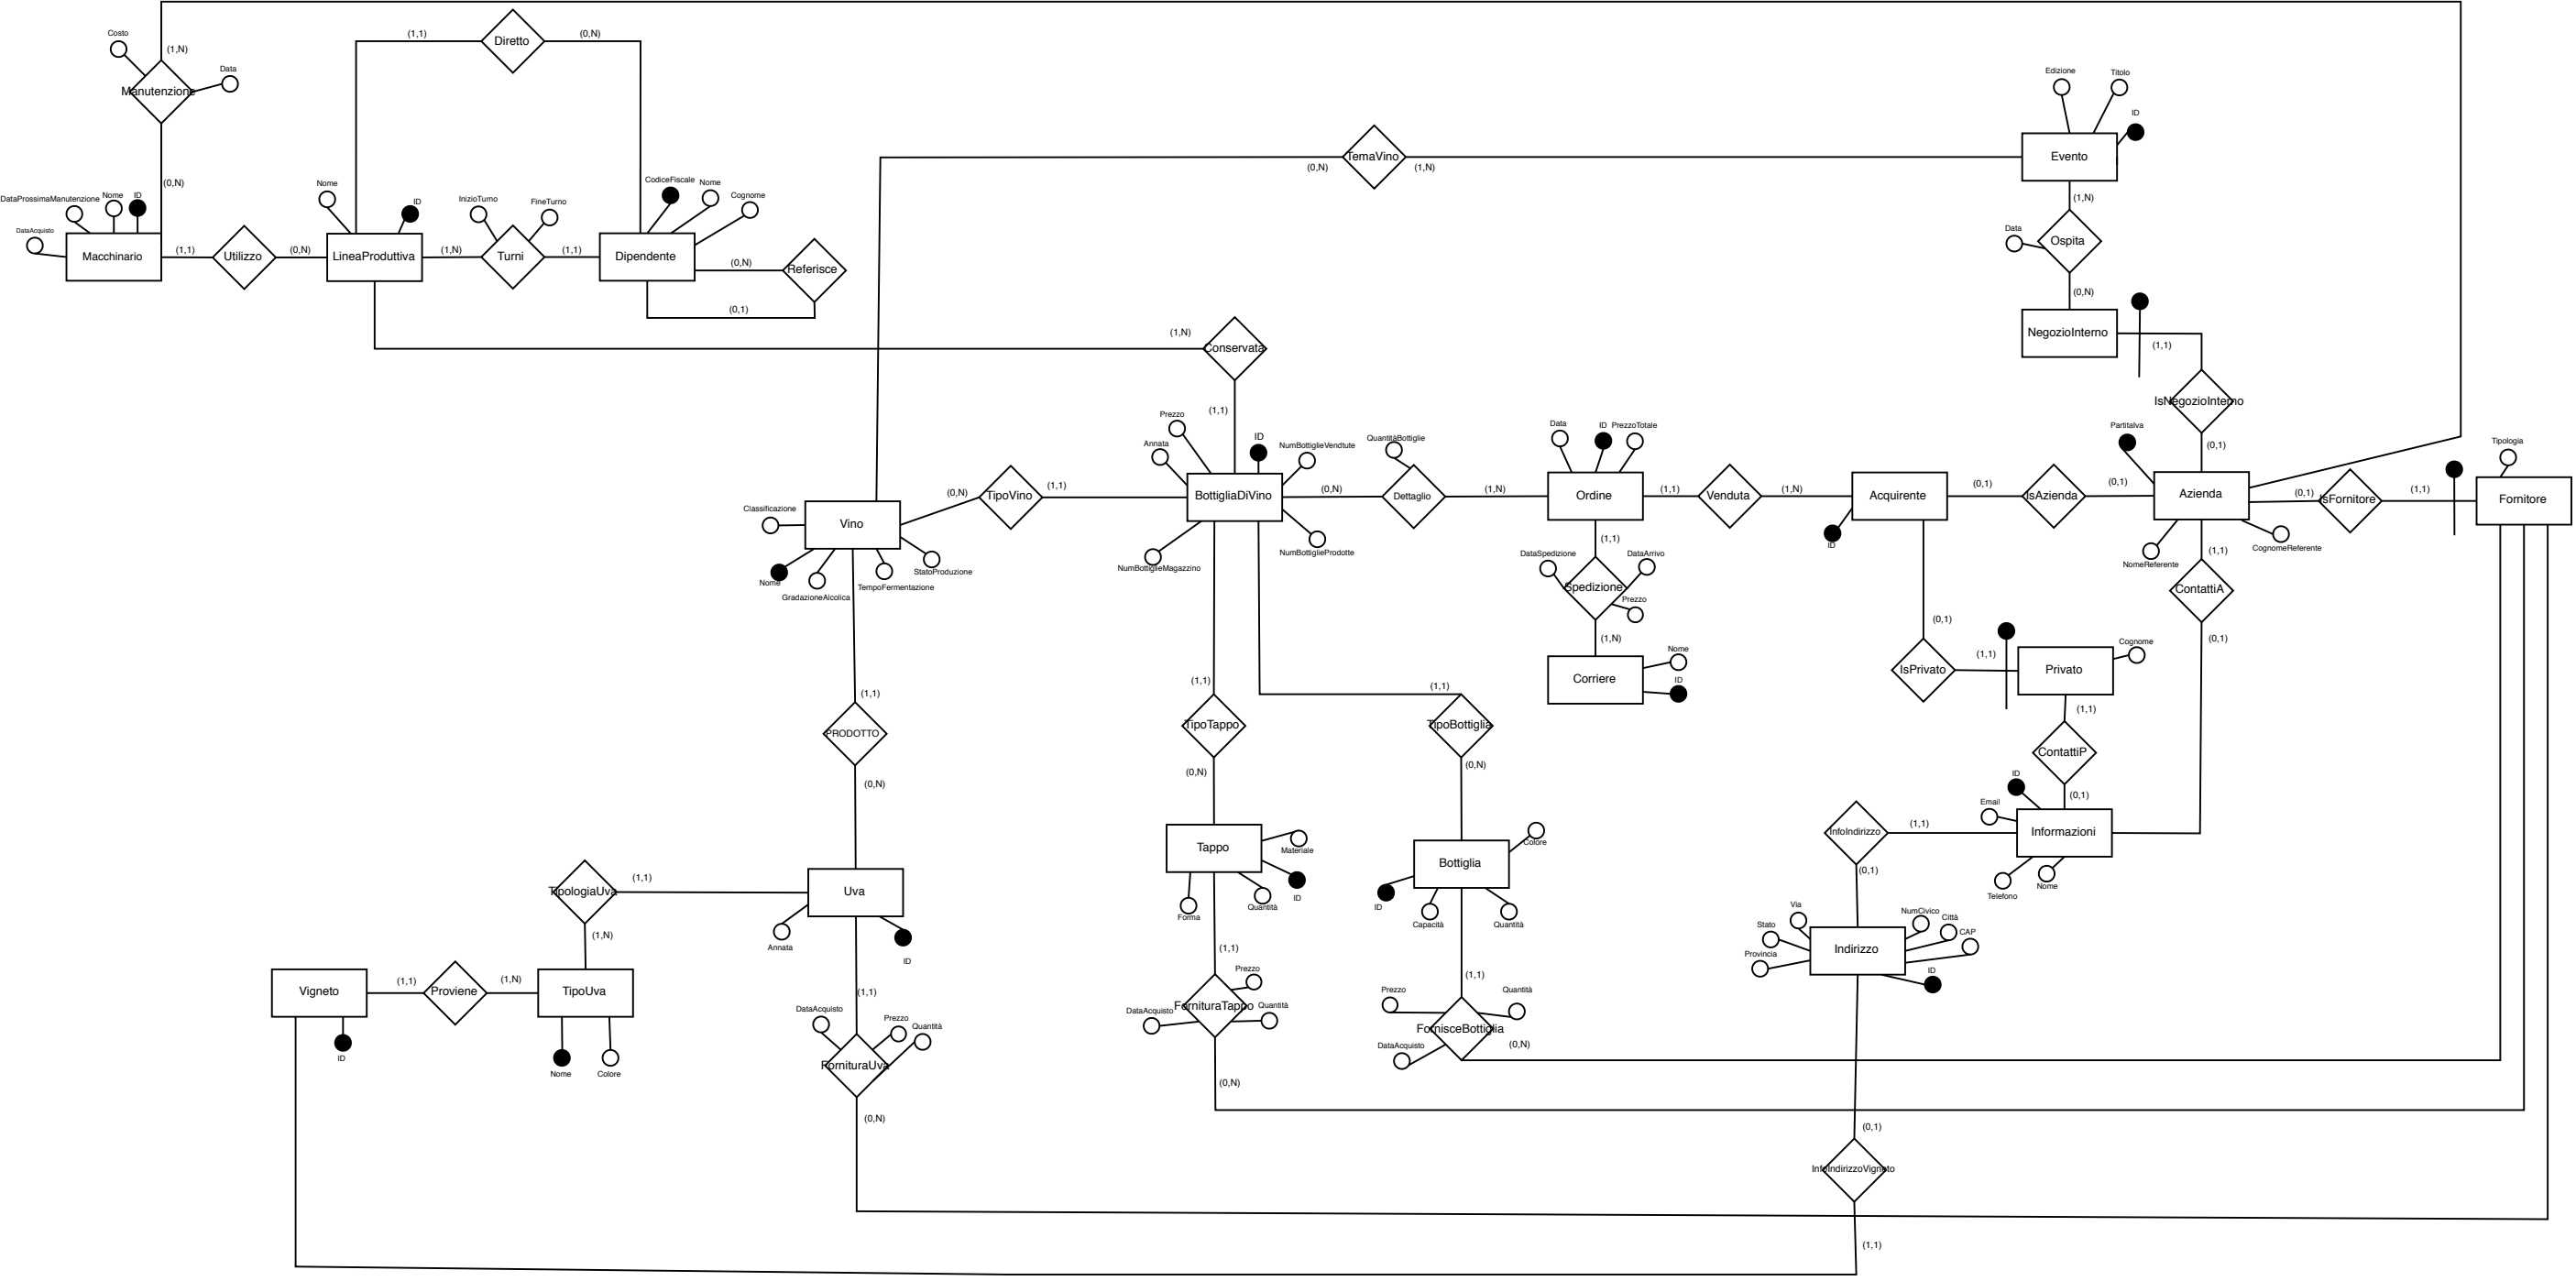 Costo
(1,N)
Data
Manutenzione
(0,N)
(1,1)
Diretto
(0,N)
DataProssimaManutenzione
Nome
ID
DataAcquisto
Macchinario
(1,1)
Utilizzo
(0,N)
Nome
ID
LineaProduttiva
(1,N)
InizioTurno
FineTurno
Turni
(1,1)
CodiceFiscale
Nome
Cognome
Dipendente
(0,N)
Referisce
(0,1)
(0,N)
TemaVino
(1,N)
Edizione
Titolo
ID
Evento
(1,N)
Data
Ospita
(0,N)
NegozioInterno
(1,1)
IsNegozioInterno
(0,1)
(1,N)
Conservata
(1,1)
Classificazione
Vino
Nome
GradazioneAlcolica
TempoFermentazione
StatoProduzione
(0,N)
TipoVino
(1,1)
Prezzo
Annata
ID
NumBottiglieVendtute
BottigliaDiVino
NumBottiglieMagazzino
NumBottiglieProdotte
(0,N)
QuantitàBottiglie
Dettaglio
(1,N)
Data
ID
PrezzoTotale
Ordine
(1,1)
Venduta
(1,N)
Acquirente
ID
(0,1)
IsAzienda
(0,1)
PartitaIva
Azienda
NomeReferente
CognomeReferente
(0,1)
IsFornitore
(1,1)
Tipologia
Fornitore
(1,1)
DataSpedizione
DataArrivo
Spedizione
Prezzo
(1,N)
Corriere
Nome
ID
(0,1)
IsPrivato
(1,1)
Privato
Cognome
(1,1)
ContattiP
(0,1)
(1,1)
ContattiA
(0,1)
ID
Email
Informazioni
Telefono
Nome
(1,1)
InfoIndirizzo
(0,1)
Via
Stato
Provincia
Indirizzo
NumCivico
Città
CAP
ID
(0,1)
InfoIndirizzoVigneto
(1,1)
(1,1)
PRODOTTO
(0,N)
(1,1)
TipoTappo
(0,N)
(1,1)
TipoBottiglia
(0,N)
Tappo
Materiale
ID
Quantità
Forma
(1,1)
Prezzo
FornituraTappo
DataAcquisto
Quantità
(0,N)
Bottiglia
Colore
ID
Capacità
Quantità
(1,1)
Prezzo
Quantità
FornisceBottiglia
DataAcquisto
(0,N)
TipologiaUva
(1,1)
(1,N)
Uva
Annata
ID
Vigneto
ID
(1,1)
Proviene
(1,N)
TipoUva
Nome
Colore
(1,1)
DataAcquisto
Prezzo
Quantità
FornituraUva
(0,N)